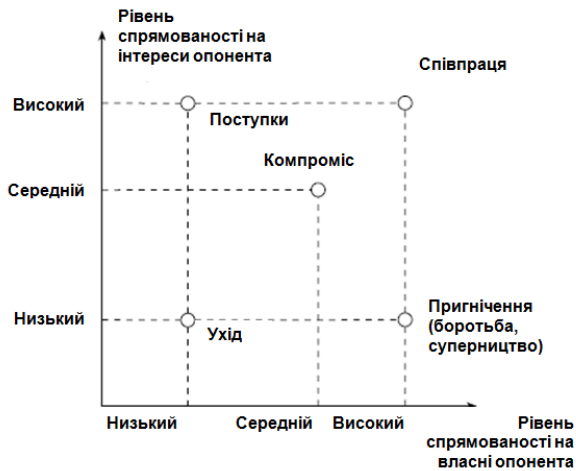 Рівень
спрямованості на
інтереси опонента
Співпраця
Високий
Поступки
Компроміс
Середній
Низький
Ухід
Пригнічення
(боротьба,
суперництво)
Низький
Середній
Високий
Рівень
спрямованості на
власні опонента